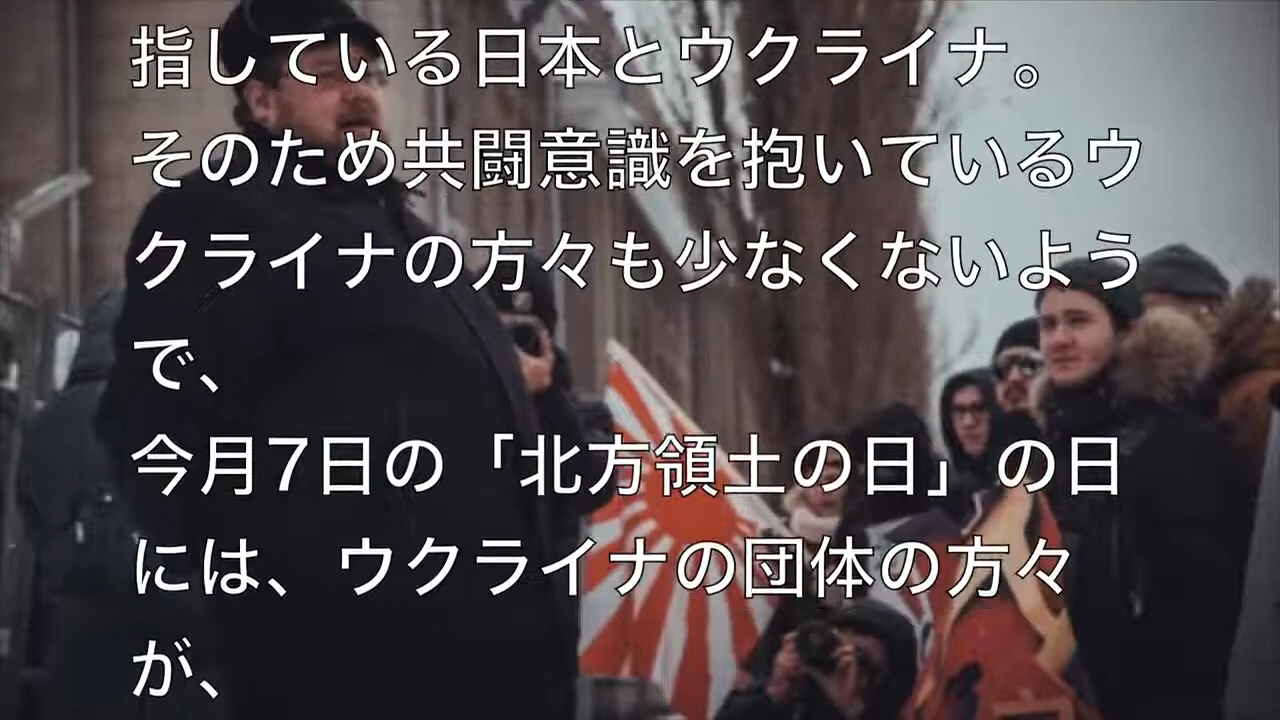 指している日本とウクライナ。
そのため共闘意識を抱いているウ
クライナの方々も少なくないよう
で、
今月7日の「北方領土の日」の日
には、ウクライナの団体の方々
が、